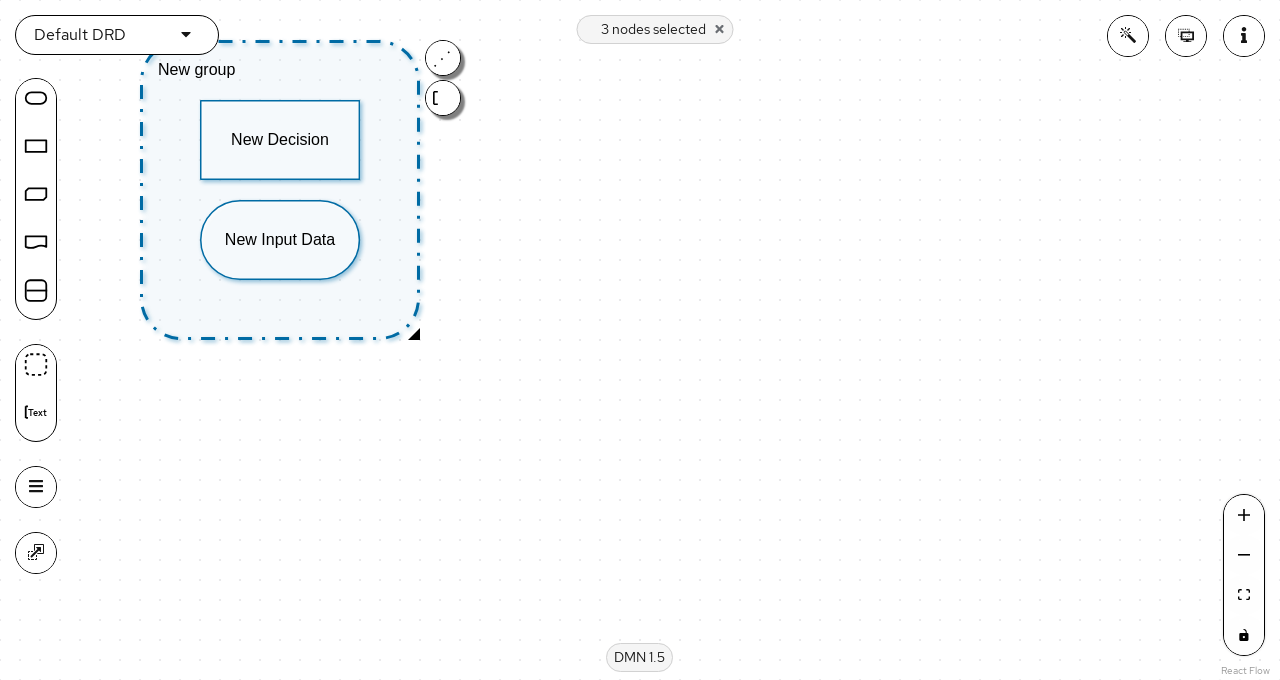 Default DRD
3 nodes selected
New group
New Decision
New Input Data
Text
DMN 1.5
React Flow